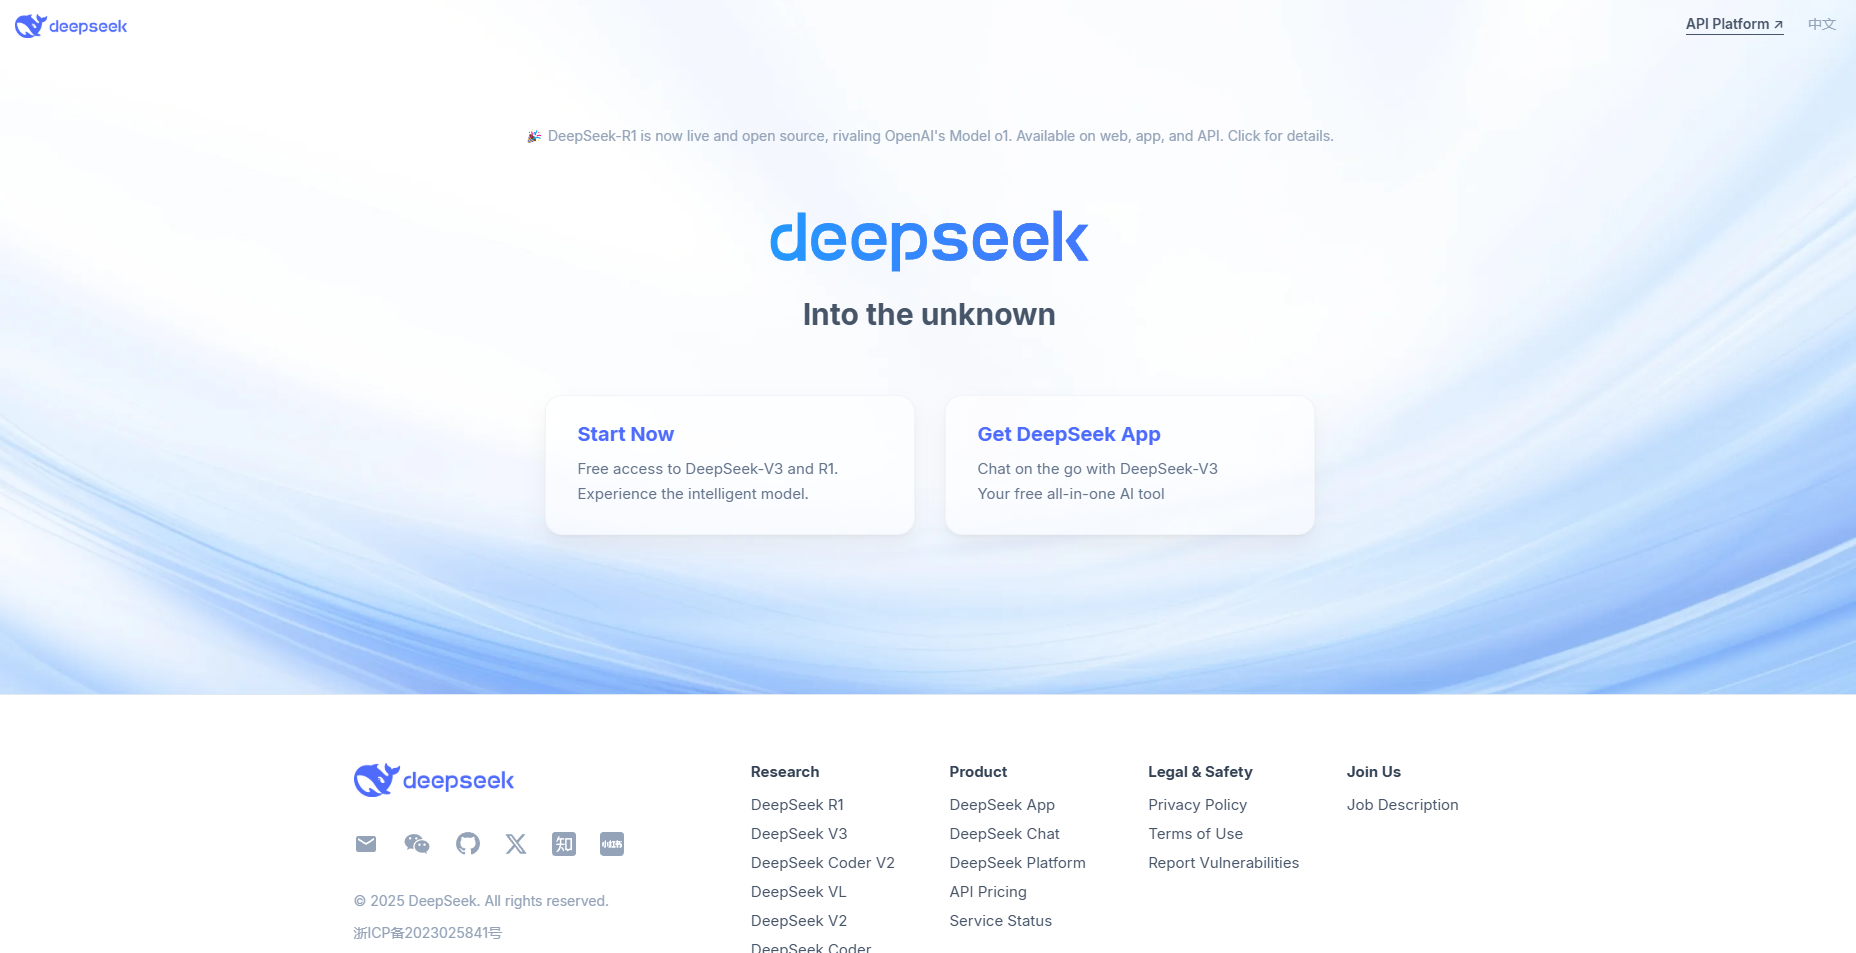 deepseek
API Platform ↗ 中文
🎉 DeepSeek-R1 is now live and open source, rivaling OpenAI's Model o1. Available on web, app, and API. Click for details.
deepseek
Into the unknown
Start Now
Free access to DeepSeek-V3 and R1.
Experience the intelligent model.
Get DeepSeek App
Chat on the go with DeepSeek-V3
Your free all-in-one AI tool
deepseek
知
小红书
© 2025 DeepSeek. All rights reserved.
浙ICP备2023025841号
Research
DeepSeek R1
DeepSeek V3
DeepSeek Coder V2
DeepSeek VL
DeepSeek V2
DeepSeek Coder
Product
DeepSeek App
DeepSeek Chat
DeepSeek Platform
API Pricing
Service Status
Legal & Safety
Privacy Policy
Terms of Use
Report Vulnerabilities
Join Us
Job Description